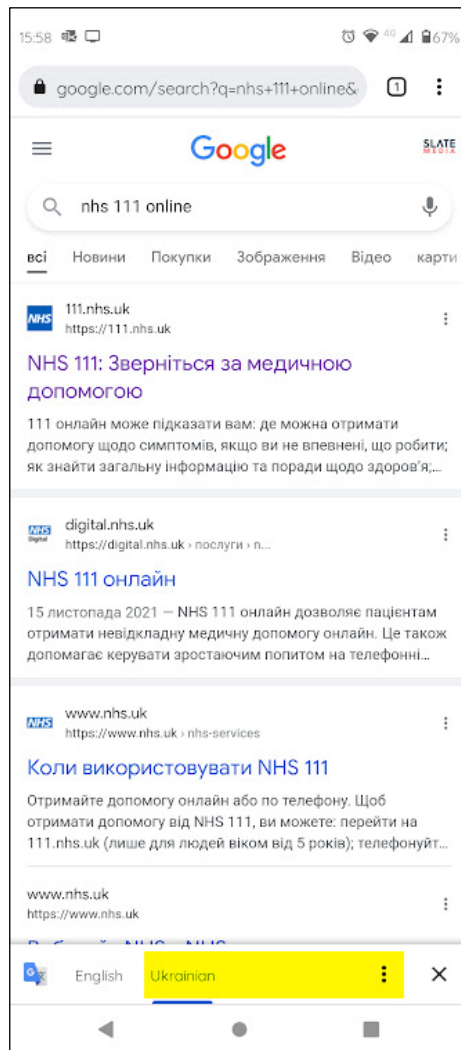 15:58 4G 67%
google.com/search?q=nhs+111+online& 1
Google SLATE MEDIA
nhs 111 online
всі Новини Покупки Зображення Відео карти
NHS 111.nhs.uk
https://111.nhs.uk
NHS 111: Зверніться за медичною
допомогою
111 онлайн може підказати вам: де можна отримати
допомогу щодо симптомів, якщо ви не впевнені, що робити;
як знайти загальну інформацію та поради щодо здоров'я;...
NHS Digital digital.nhs.uk
https://digital.nhs.uk › послуги › n...
NHS 111 онлайн
15 листопада 2021 — NHS 111 онлайн дозволяє пацієнтам
отримати невідкладну медичну допомогу онлайн. Це також
допомагає керувати зростаючим попитом на телефонні...
NHS www.nhs.uk
https://www.nhs.uk › nhs-services
Коли використовувати NHS 111
Отримайте допомогу онлайн або по телефону. Щоб
отримати допомогу від NHS 111, ви можете: перейти на
111.nhs.uk (лише для людей віком від 5 років); телефонуйт...
www.nhs.uk
https://www.nhs.uk
English Ukrainian